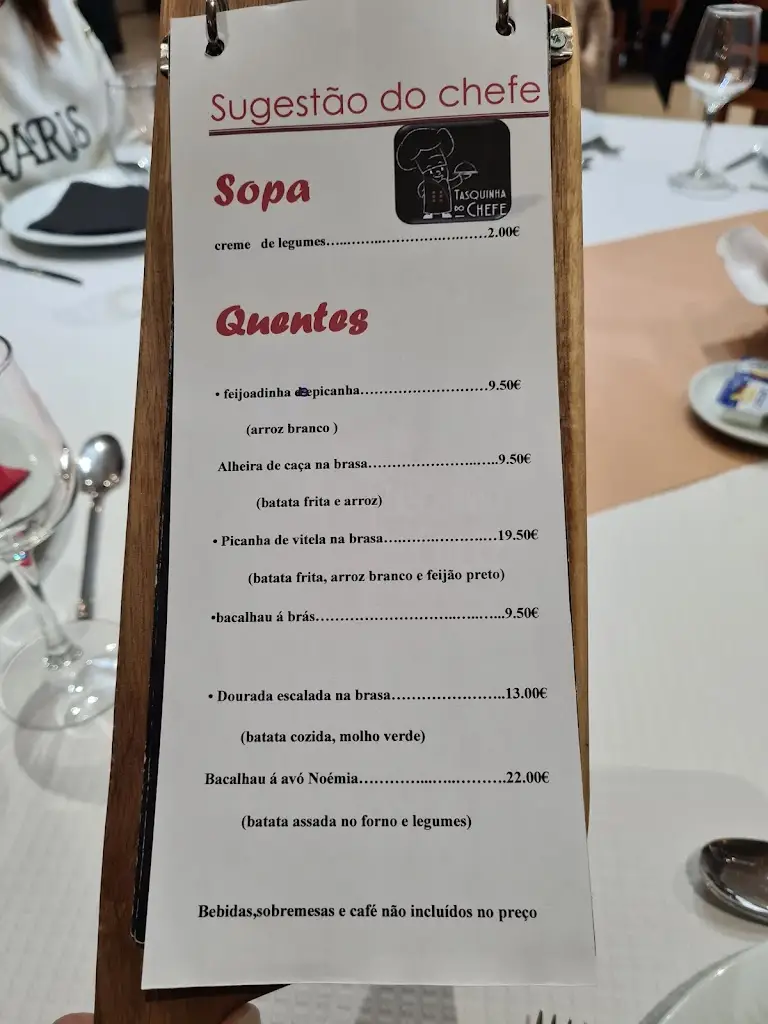 PARIS
Sugestão do chefe
TASQUINHA
DO
CHEFE
Sopa
creme de legumes…..……..……………….…..……2.00€
Quentes
• feijoadinha de picanha……………………….9.50€
(arroz branco )
Alheira de caça na brasa…………………..…..9.50€
(batata frita e arroz)
• Picanha de vitela na brasa….…….……….…19.50€
(batata frita, arroz branco e feijão preto)
•bacalhau á brás………………………..…..…...9.50€
• Dourada escalada na brasa…………………..13.00€
(batata cozida, molho verde)
Bacalhau á avó Noémia…………...…..……….22.00€
(batata assada no forno e legumes)
Bebidas,sobremesas e café não incluídos no preço